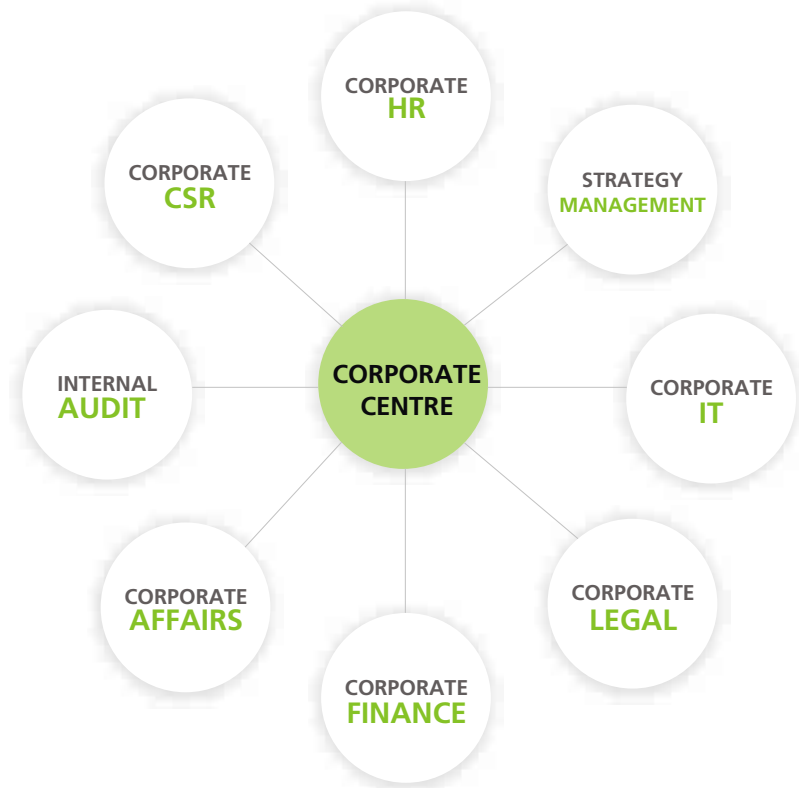 CORPORATE
HR
CORPORATE
CSR
STRATEGY
MANAGEMENT
INTERNAL
AUDIT
CORPORATE
CENTRE
CORPORATE
IT
CORPORATE
AFFAIRS
CORPORATE
LEGAL
CORPORATE
FINANCE